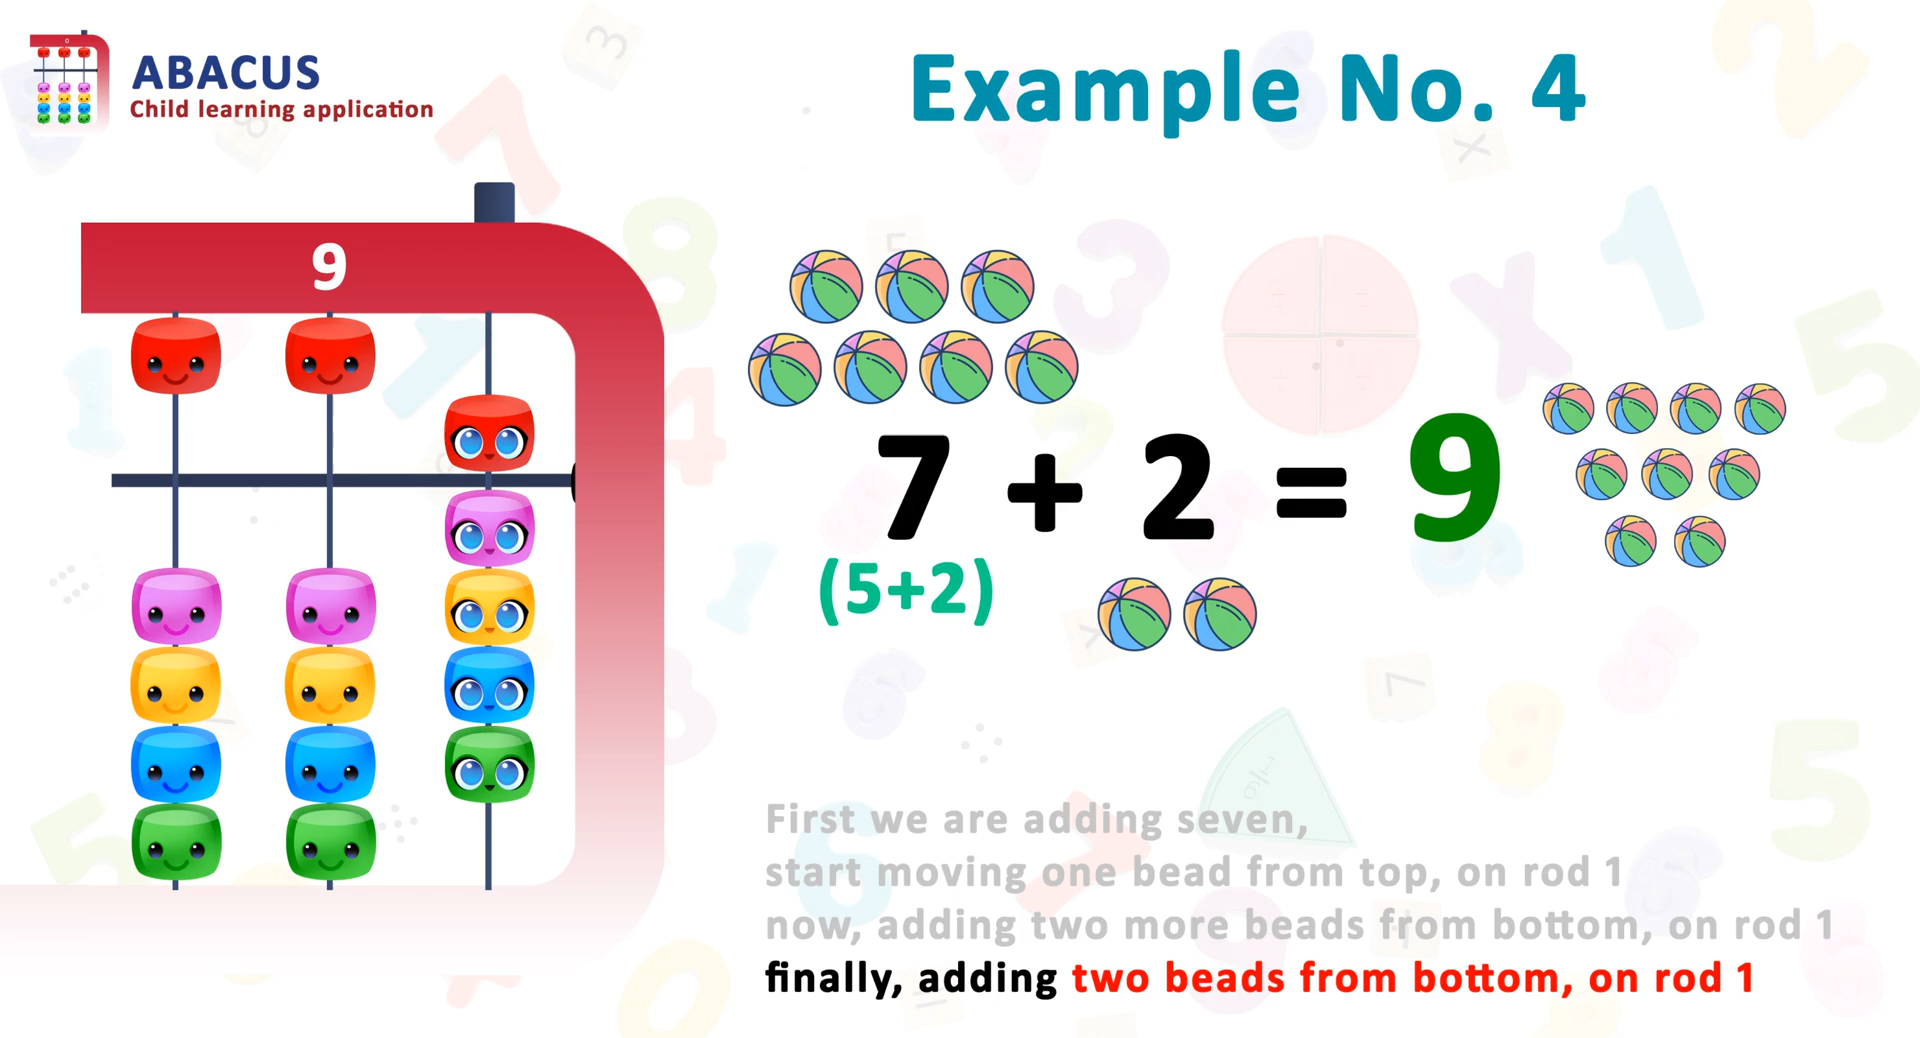 ABACUS
Child learning application
Example No. 4
9
7 + 2 = 9
(5+2)
First we are adding seven,
start moving one bead from top, on rod 1
now, adding two more beads from bottom, on rod 1
finally, adding two beads from bottom, on rod 1